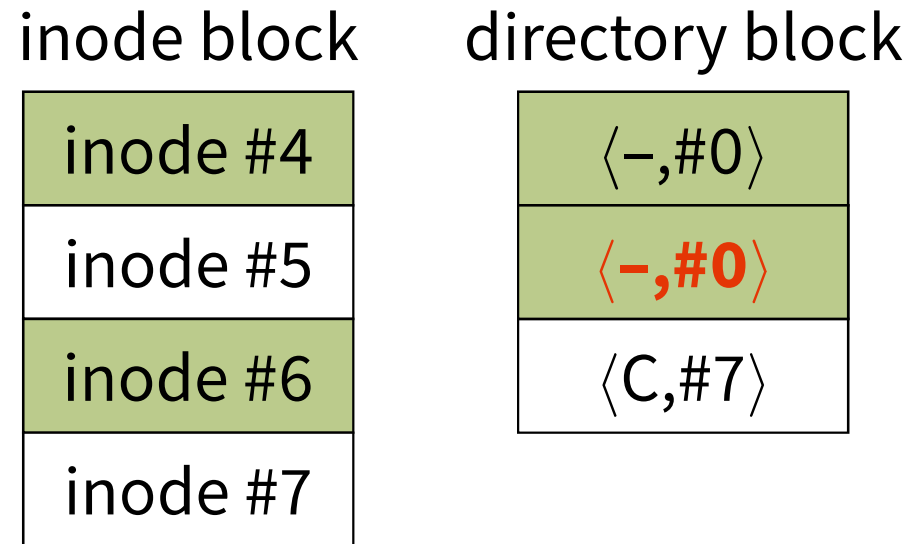 inode block
inode #4
inode #5
inode #6
inode #7
directory block
⟨–,#0⟩
⟨–,#0⟩
⟨C,#7⟩